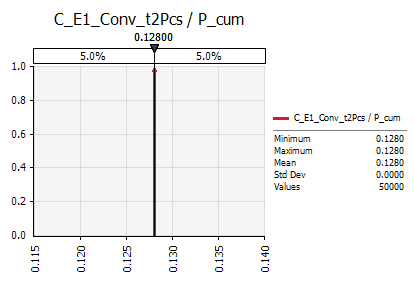 C_E1_Conv_t2Pcs / P_cum
0.12800
5.0% 5.0%
1.0
0.8
0.6
0.4
0.2
0.0
0.115 0.120 0.125 0.130 0.135 0.140
C_E1_Conv_t2Pcs / P_cum
Minimum 0.1280
Maximum 0.1280
Mean 0.1280
Std Dev 0.0000
Values 50000